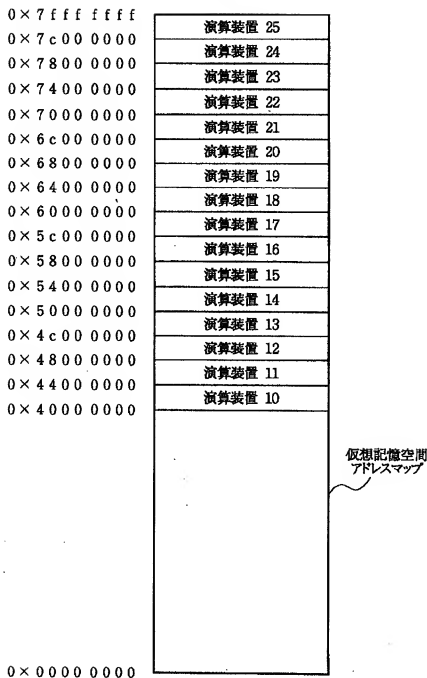 0×7fff ffff
演算装置 25
0×7c00 0000
演算装置 24
0×7800 0000
演算装置 23
0×7400 0000
演算装置 22
0×7000 0000
演算装置 21
0×6c00 0000
演算装置 20
0×6800 0000
演算装置 19
0×6400 0000
演算装置 18
0×6000 0000
演算装置 17
0×5c00 0000
演算装置 16
0×5800 0000
演算装置 15
0×5400 0000
演算装置 14
0×5000 0000
演算装置 13
0×4c00 0000
演算装置 12
0×4800 0000
演算装置 11
0×4400 0000
演算装置 10
0×4000 0000
仮想記憶空間
アドレスマップ
0×0000 0000